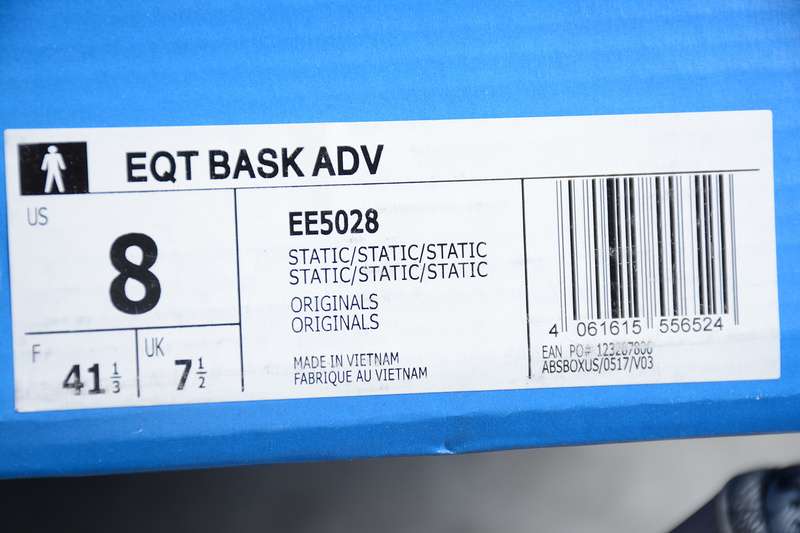 EQT BASK ADV
US
8
F
41 1/3
UK
7 1/2
EE5028
STATIC/STATIC/STATIC
STATIC/STATIC/STATIC
ORIGINALS
ORIGINALS
MADE IN VIETNAM
FABRIQUE AU VIETNAM
4 061615 556524
EAN PO#
ABSBOXUS/0517/V03